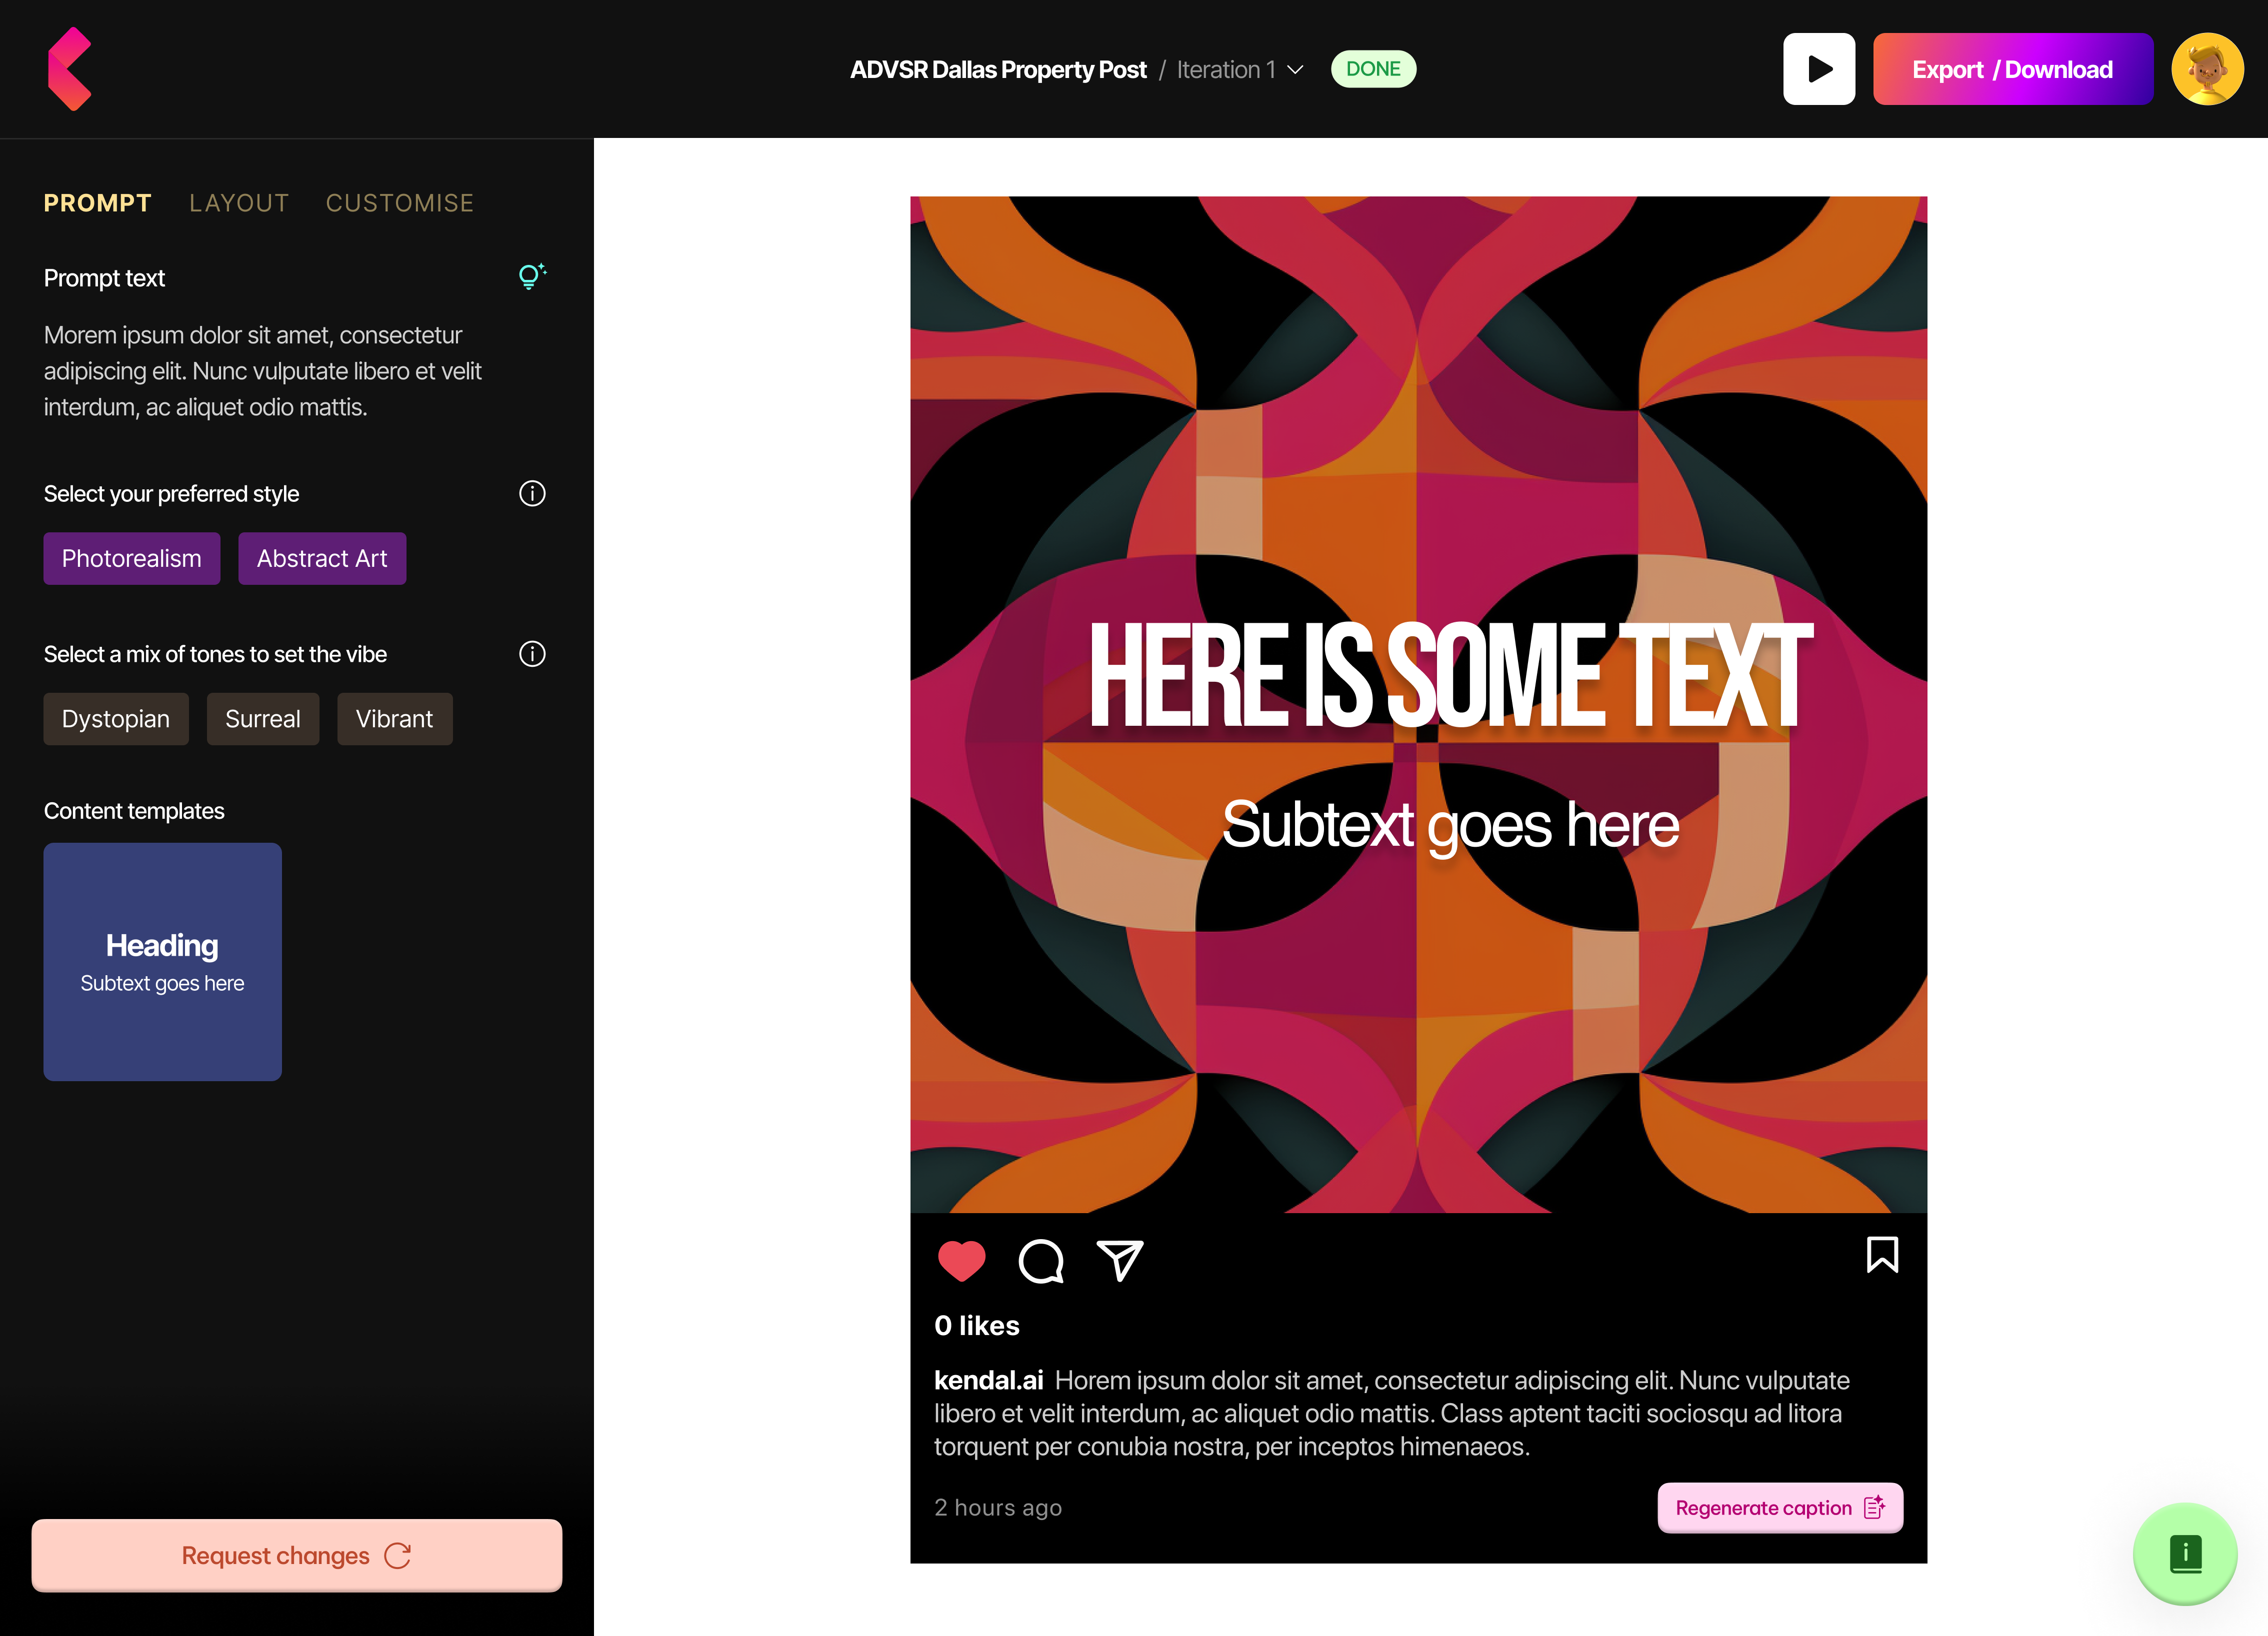 ADVSR Dallas Property Post / Iteration 1
DONE
Export / Download
PROMPT LAYOUT CUSTOMISE
Prompt text
Morem ipsum dolor sit amet, consectetur
adipiscing elit. Nunc vulputate libero et velit
interdum, ac aliquet odio mattis.
Select your preferred style
Photorealism Abstract Art
Select a mix of tones to set the vibe
Dystopian Surreal Vibrant
Content templates
Heading
Subtext goes here
Request changes
HERE IS SOME TEXT
Subtext goes here
0 likes
kendal.ai Horem ipsum dolor sit amet, consectetur adipiscing elit. Nunc vulputate
libero et velit interdum, ac aliquet odio mattis. Class aptent taciti sociosqu ad litora
torquent per conubia nostra, per inceptos himenaeos.
2 hours ago
Regenerate caption